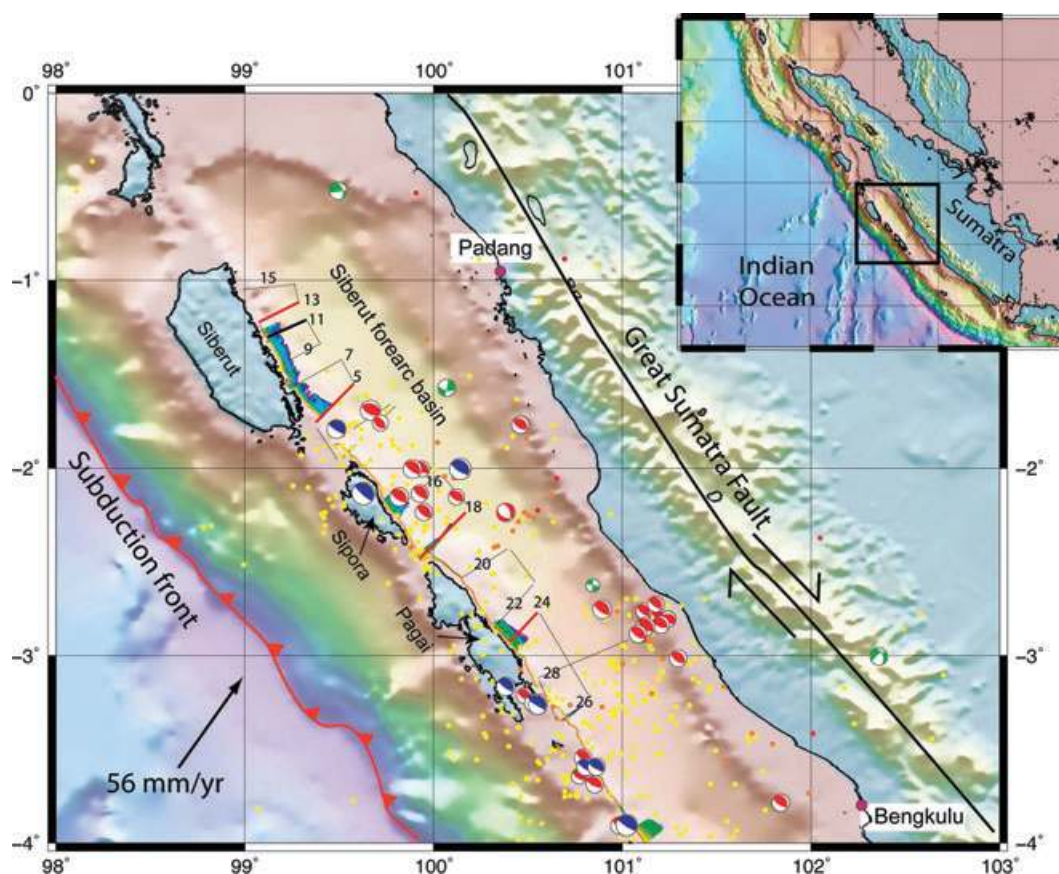 98°
99°
100°
101°
0°
Padang
Sumatra
Indian
Ocean
–1°
15
13
11
9
7
5
Siberut
Siberut forearc basin
Great Sumatra Fault
–2°
–2°
16
18
Subduction front
Sipora
20
22
24
Pagai
–3°
–3°
28
26
56 mm/yr
Bengkulu
–4°
–4°
98
99
100
101
102
103